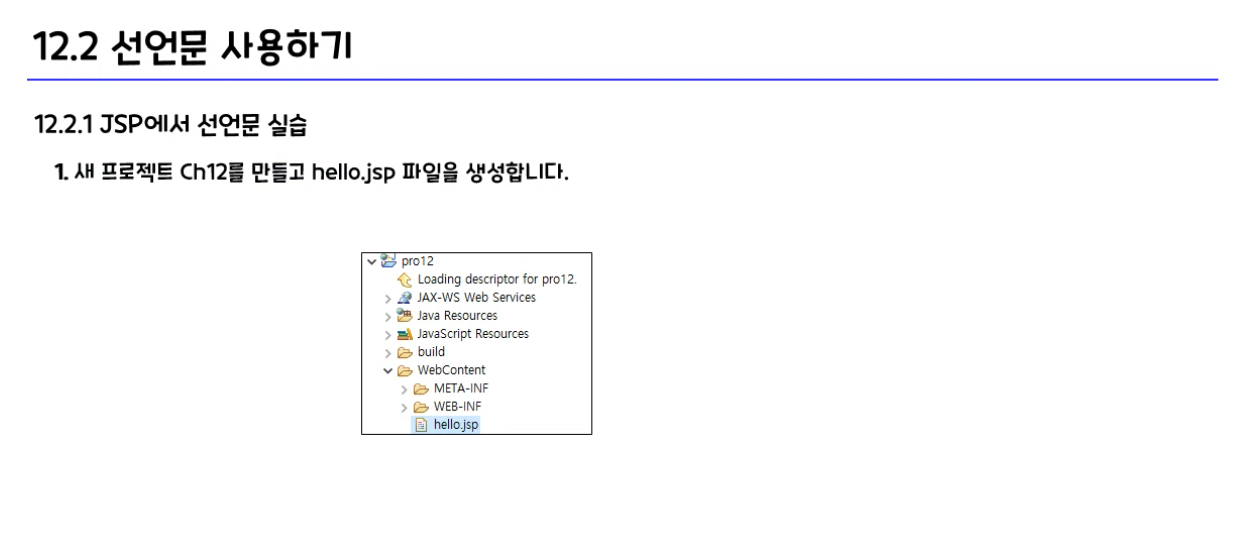 12.2 선언문 사용하기
12.2.1 JSP에서 선언문 실습
1. 새 프로젝트 Ch12를 만들고 hello.jsp 파일을 생성합니다.
pro12
Loading descriptor for pro12.
JAX-WS Web Services
Java Resources
JavaScript Resources
build
WebContent
META-INF
WEB-INF
hello.jsp